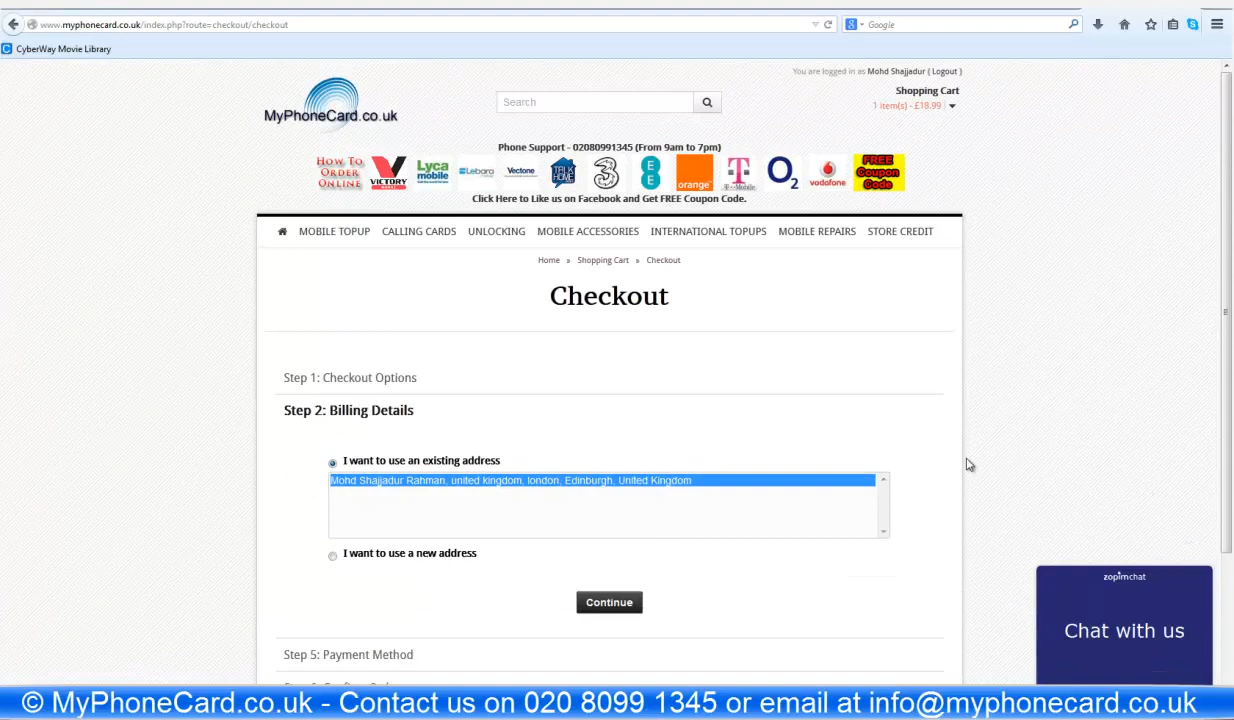 www.myphonecard.co.uk/index.php?route=checkout/checkout
Google
CyberWay Movie Library
You are logged in as Mohd Shajjadur ( Logout )
MyPhoneCard.co.uk
Search
Shopping Cart
1 item(s) - £18.99
Phone Support - 02080991345 (From 9am to 7pm)
HOW TO ORDER ONLINE
VICTORY
Lyca mobile
Lebara
Vectone
TALK HOME
3
EE
orange
T Mobile
O2
vodafone
FREE Coupon Code
Click Here to Like us on Facebook and Get FREE Coupon Code.
MOBILE TOPUP CALLING CARDS UNLOCKING MOBILE ACCESSORIES INTERNATIONAL TOPUPS MOBILE REPAIRS STORE CREDIT
Home » Shopping Cart » Checkout
Checkout
Step 1: Checkout Options
Step 2: Billing Details
I want to use an existing address
Mohd Shajjadur Rahman, united kingdom, london, Edinburgh, United Kingdom
I want to use a new address
Continue
zopim chat
Chat with us
Step 5: Payment Method
© MyPhoneCard.co.uk - Contact us on 020 8099 1345 or email at info@myphonecard.co.uk